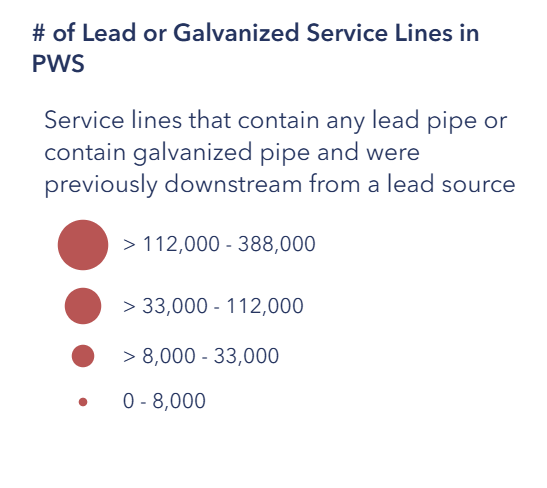 # of Lead or Galvanized Service Lines in
PWS
Service lines that contain any lead pipe or
contain galvanized pipe and were
previously downstream from a lead source
> 112,000 - 388,000
> 33,000 - 112,000
> 8,000 - 33,000
0 - 8,000